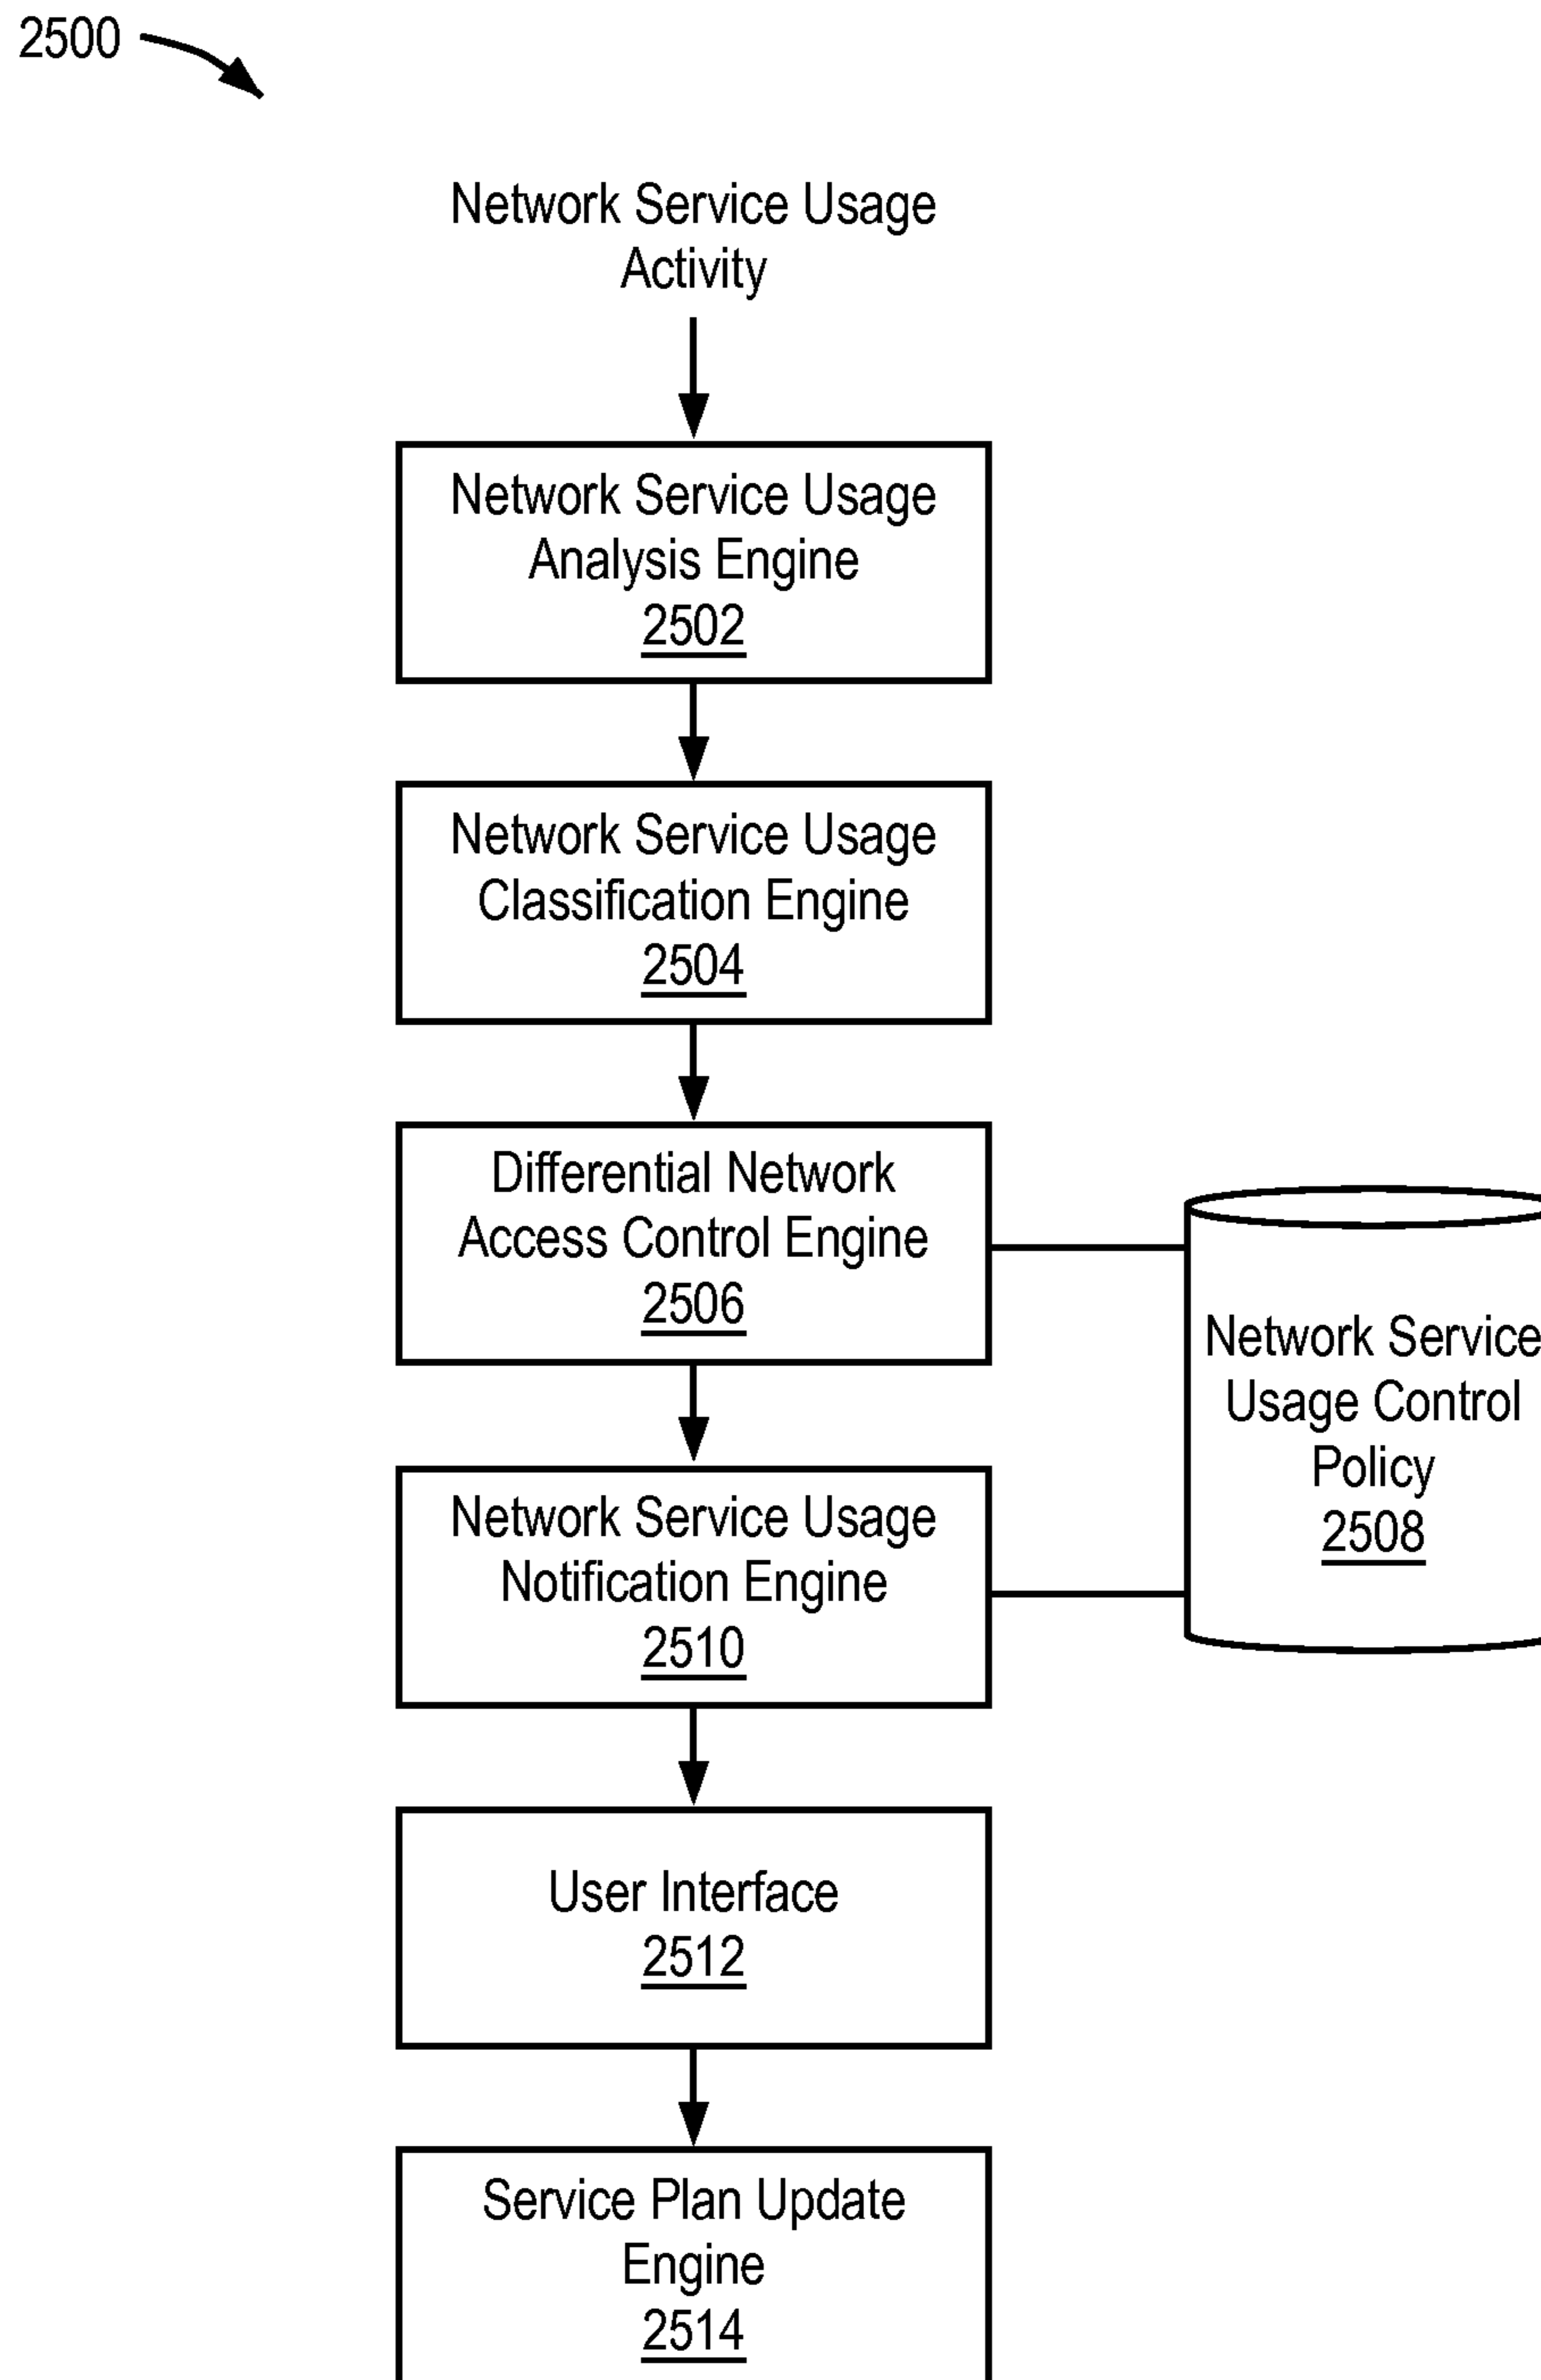 2500
Network Service Usage
Activity
Network Service Usage
Analysis Engine
2502
Network Service Usage
Classification Engine
2504
Differential Network
Access Control Engine
2506
Network Service
Usage Control
Policy
2508
Network Service Usage
Notification Engine
2510
User Interface
2512
Service Plan Update
Engine
2514